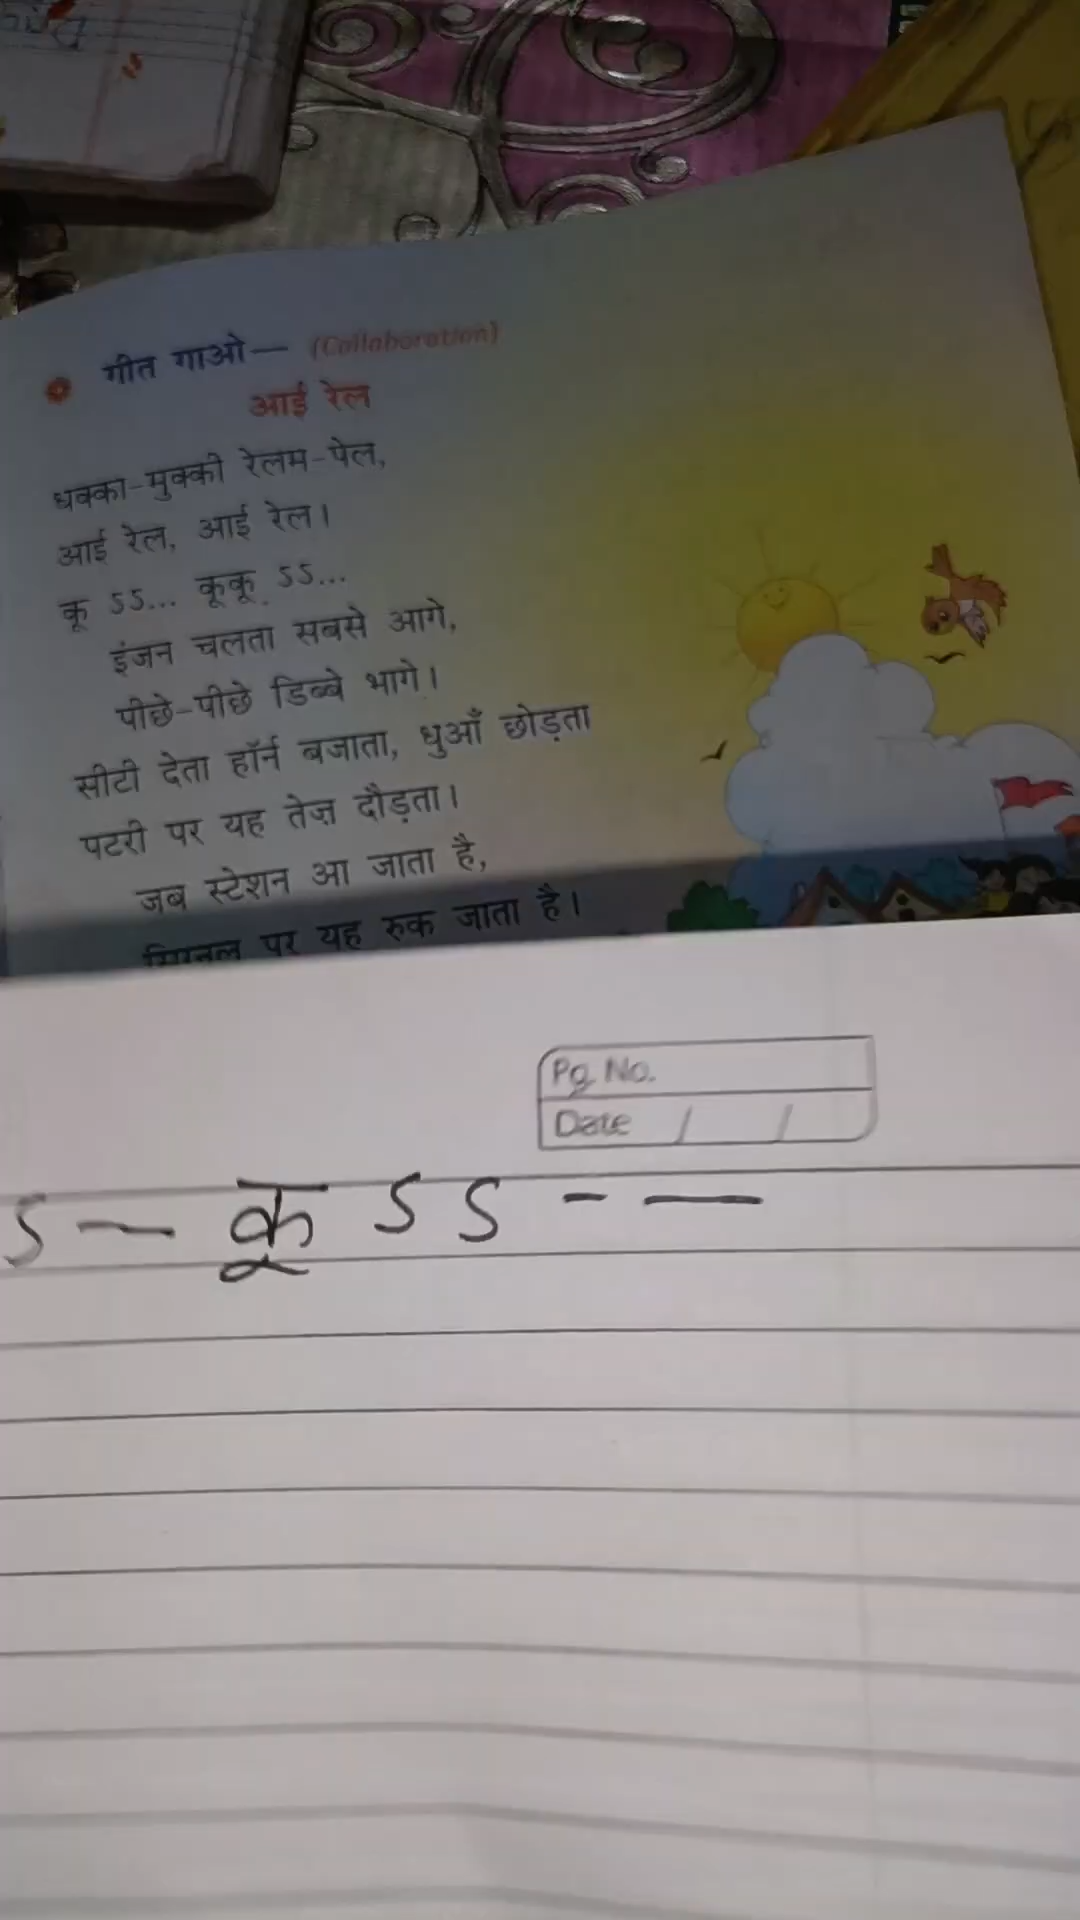 गीत गाओ— (Collaboration)
आई रेल
धक्का-मुक्की रेलम-पेल,
आई रेल, आई रेल।
कू ऽऽ... कूकू ऽऽ...
इंजन चलता सबसे आगे,
पीछे-पीछे डिब्बे भागे।
सीटी देता हॉर्न बजाता, धुआँ छोड़ता
पटरी पर यह तेज़ दौड़ता।
जब स्टेशन आ जाता है,
सिग्नल पर यह रुक जाता है।
Pg No.
Date / /
ऽ — कू ऽ ऽ - —